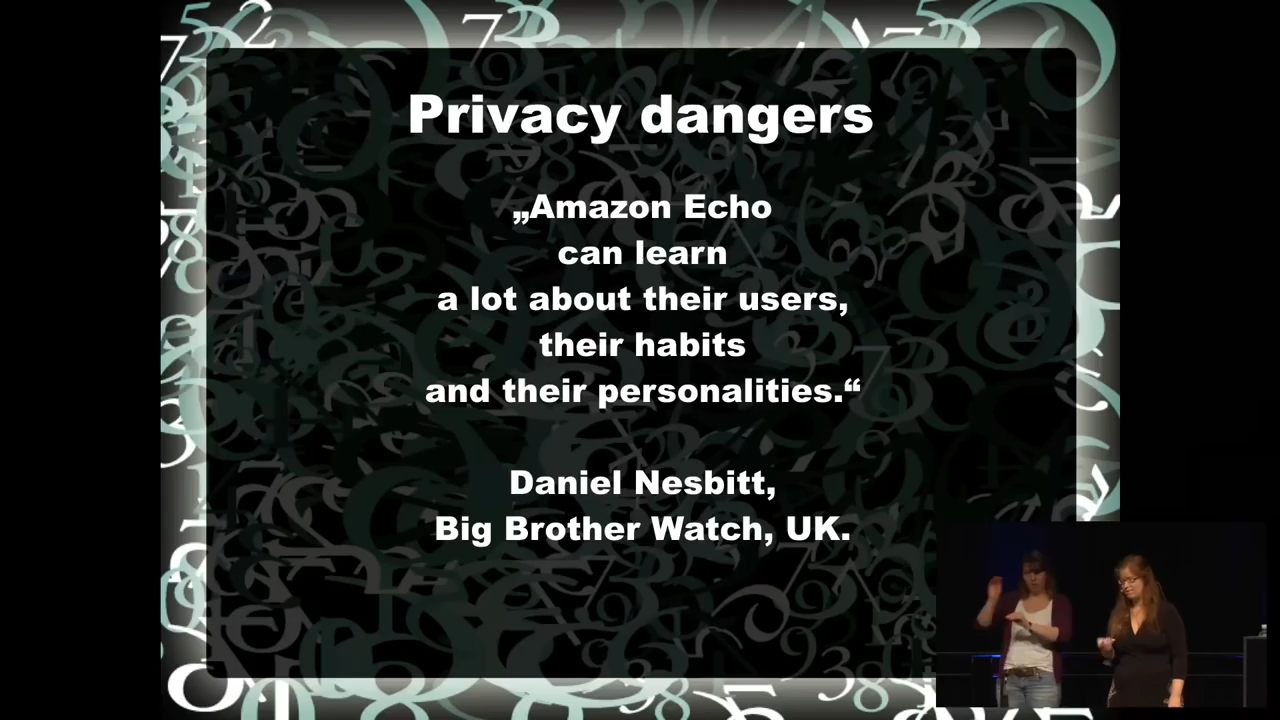 Privacy dangers
„Amazon Echo
can learn
a lot about their users,
their habits
and their personalities.“
Daniel Nesbitt,
Big Brother Watch, UK.